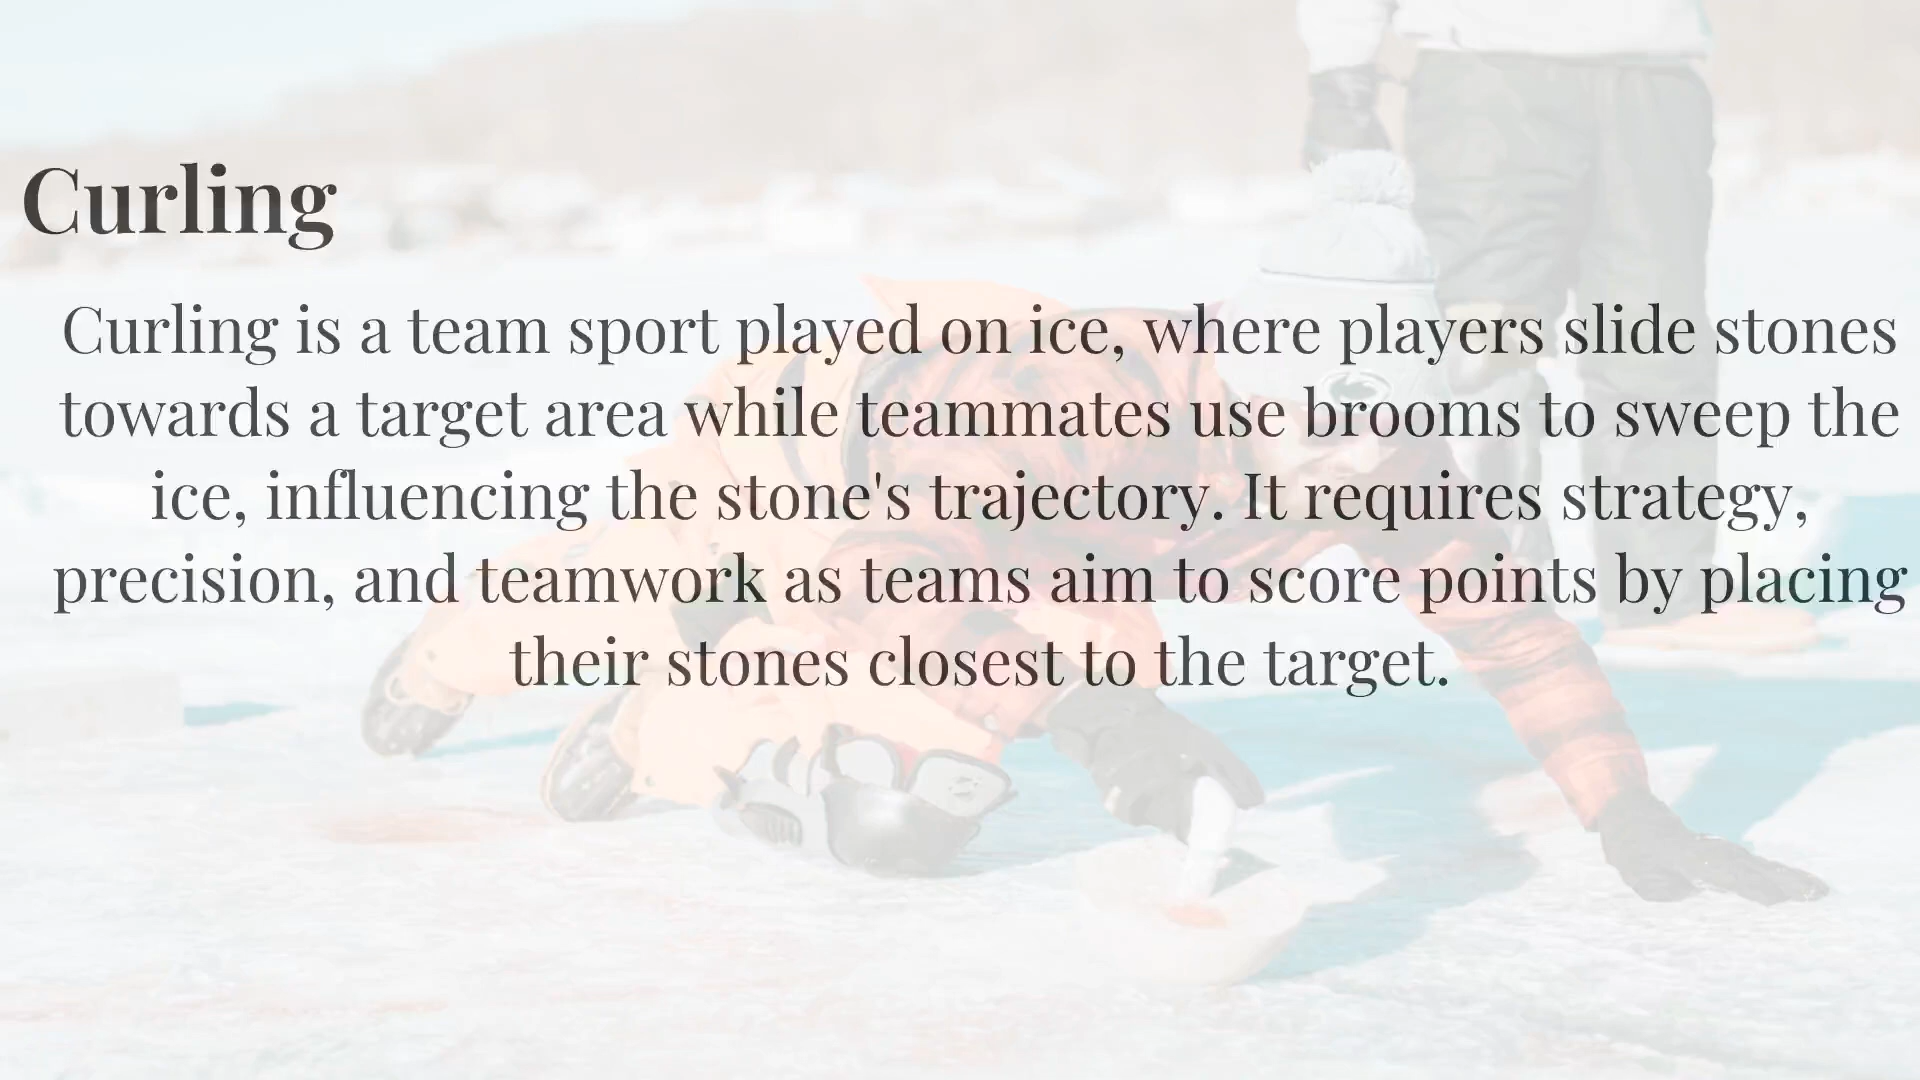 Curling
Curling is a team sport played on ice, where players slide stones
towards a target area while teammates use brooms to sweep the
ice, influencing the stone's trajectory. It requires strategy,
precision, and teamwork as teams aim to score points by placing
their stones closest to the target.